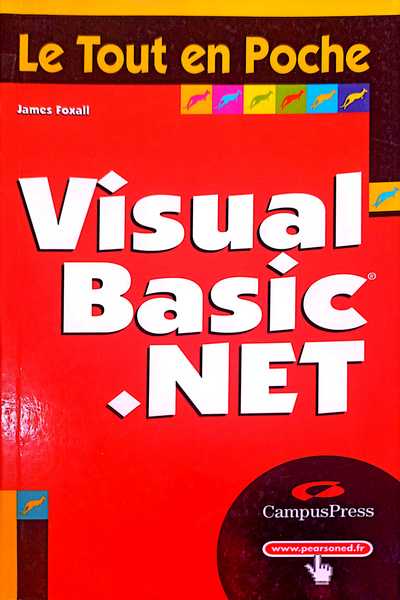 Le Tout en Poche
James Foxall
Visual
Basic®
.NET
CampusPress
www.pearsoned.fr